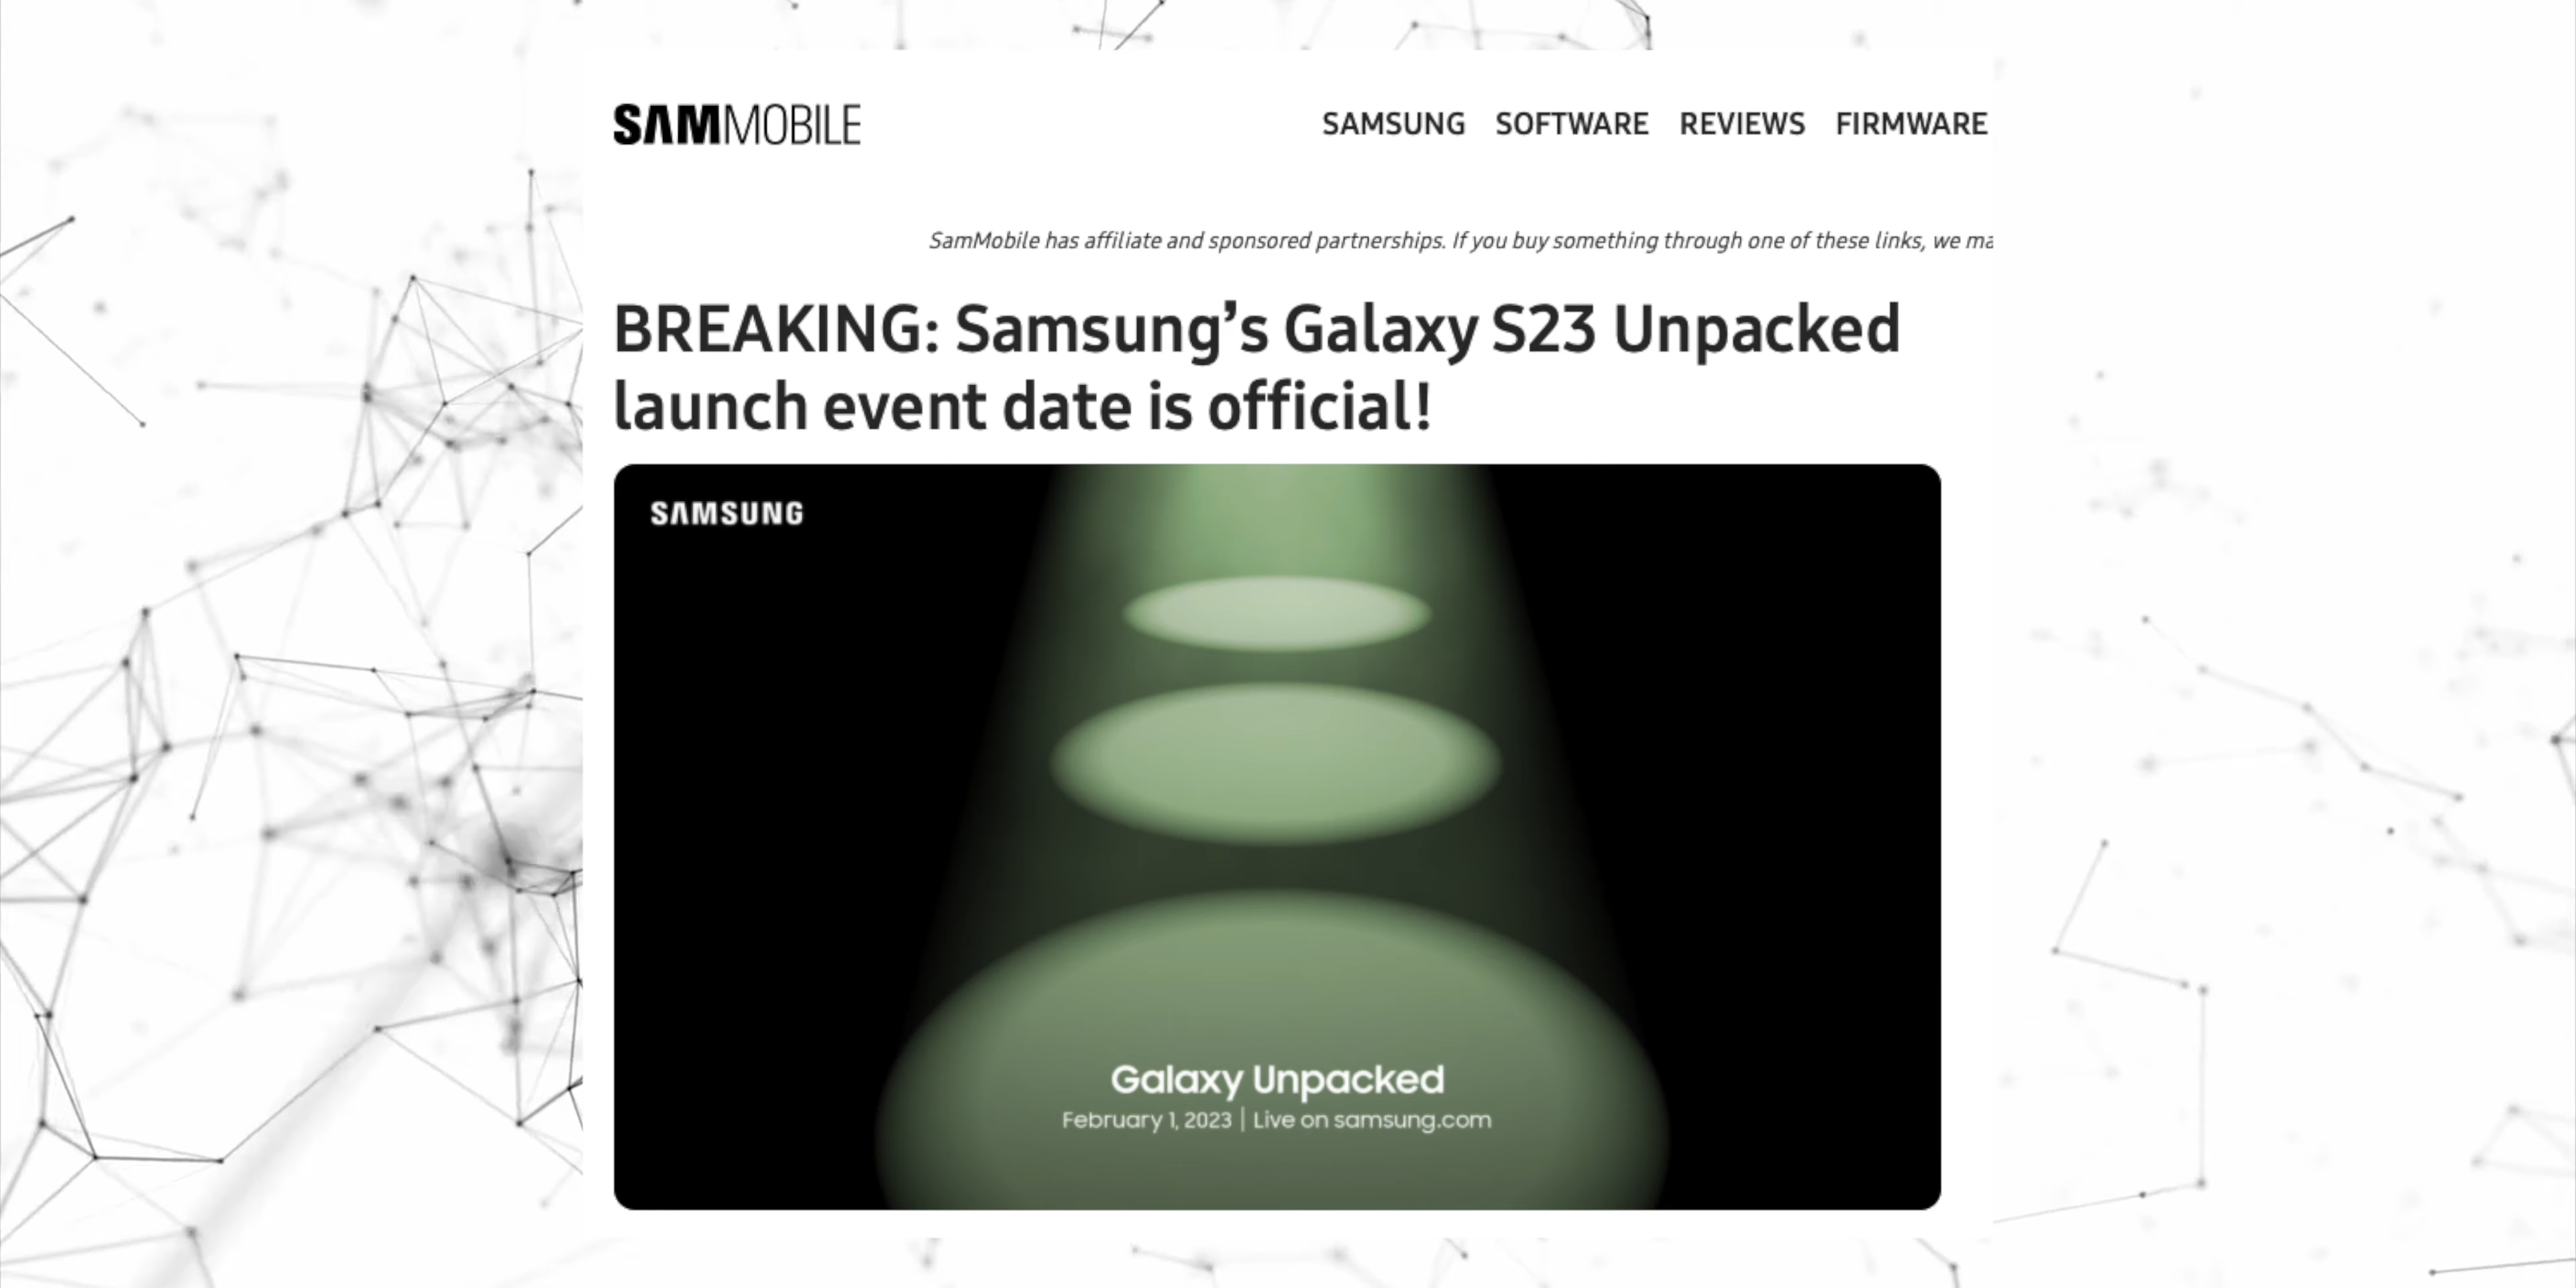 SAMMOBILE
SAMSUNG SOFTWARE REVIEWS FIRMWARE
SamMobile has affiliate and sponsored partnerships. If you buy something through one of these links, we ma
BREAKING: Samsung’s Galaxy S23 Unpacked
launch event date is official!
SAMSUNG
Galaxy Unpacked
February 1, 2023 | Live on samsung.com